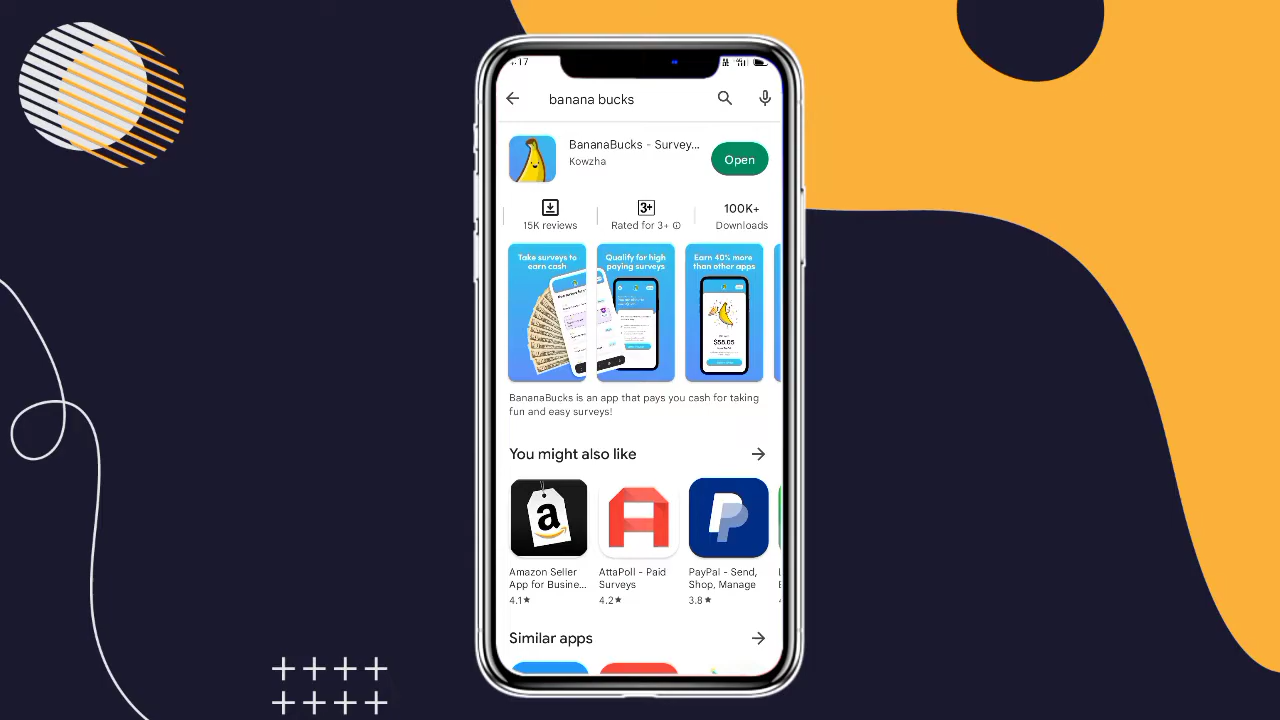 :17
banana bucks
BananaBucks - Survey...
Kowzha
Open
3+
100K+
15K reviews
Rated for 3+
Downloads
Take surveys to
earn cash
Qualify for high
paying surveys
Earn 40% more
than other apps
$55.05
BananaBucks is an app that pays you cash for taking
fun and easy surveys!
You might also like
Amazon Seller
App for Busine...
4.1★
AttaPoll - Paid
Surveys
4.2★
PayPal - Send,
Shop, Manage
3.8★
Similar apps